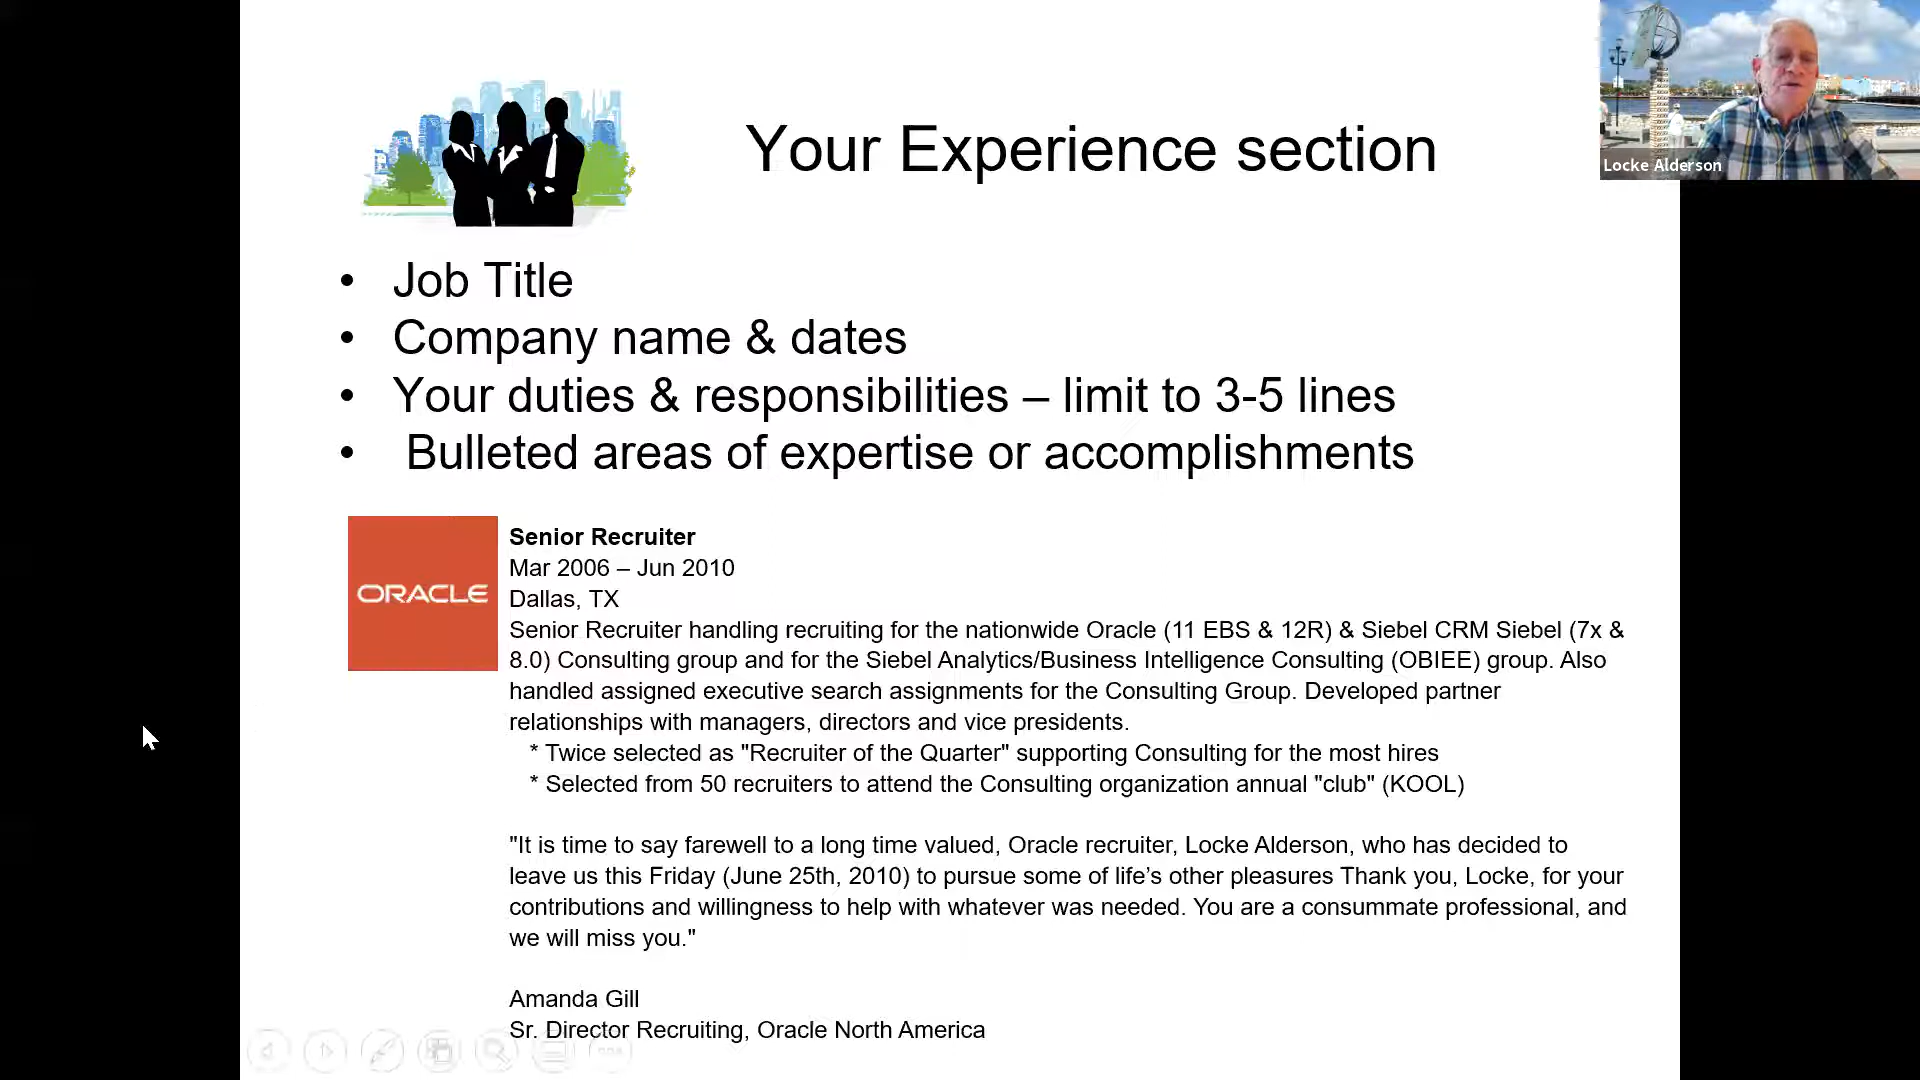 Your Experience section
Locke Alderson
• Job Title
• Company name & dates
• Your duties & responsibilities – limit to 3-5 lines
• Bulleted areas of expertise or accomplishments
ORACLE
Senior Recruiter
Mar 2006 – Jun 2010
Dallas, TX
Senior Recruiter handling recruiting for the nationwide Oracle (11 EBS & 12R) & Siebel CRM Siebel (7x &
8.0) Consulting group and for the Siebel Analytics/Business Intelligence Consulting (OBIEE) group. Also
handled assigned executive search assignments for the Consulting Group. Developed partner
relationships with managers, directors and vice presidents.
* Twice selected as "Recruiter of the Quarter" supporting Consulting for the most hires
* Selected from 50 recruiters to attend the Consulting organization annual "club" (KOOL)
"It is time to say farewell to a long time valued, Oracle recruiter, Locke Alderson, who has decided to
leave us this Friday (June 25th, 2010) to pursue some of life’s other pleasures Thank you, Locke, for your
contributions and willingness to help with whatever was needed. You are a consummate professional, and
we will miss you."
Amanda Gill
Sr. Director Recruiting, Oracle North America